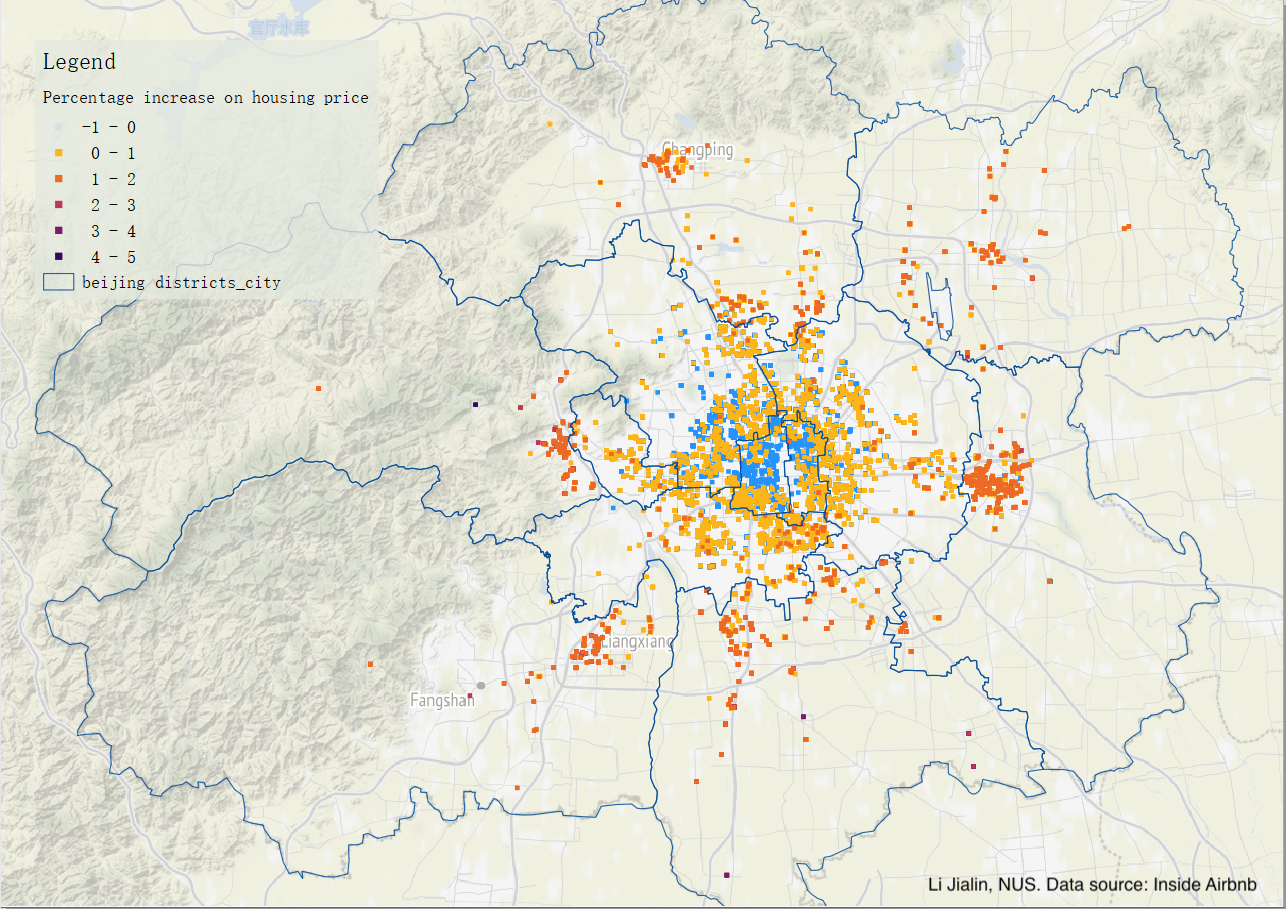 官厅水库
Legend
Percentage increase on housing price
-1 - 0
0 - 1
1 - 2
2 - 3
3 - 4
4 - 5
beijing districts_city
Changping
Liangxiang
Fangshan
Li Jialin, NUS. Data source: Inside Airbnb